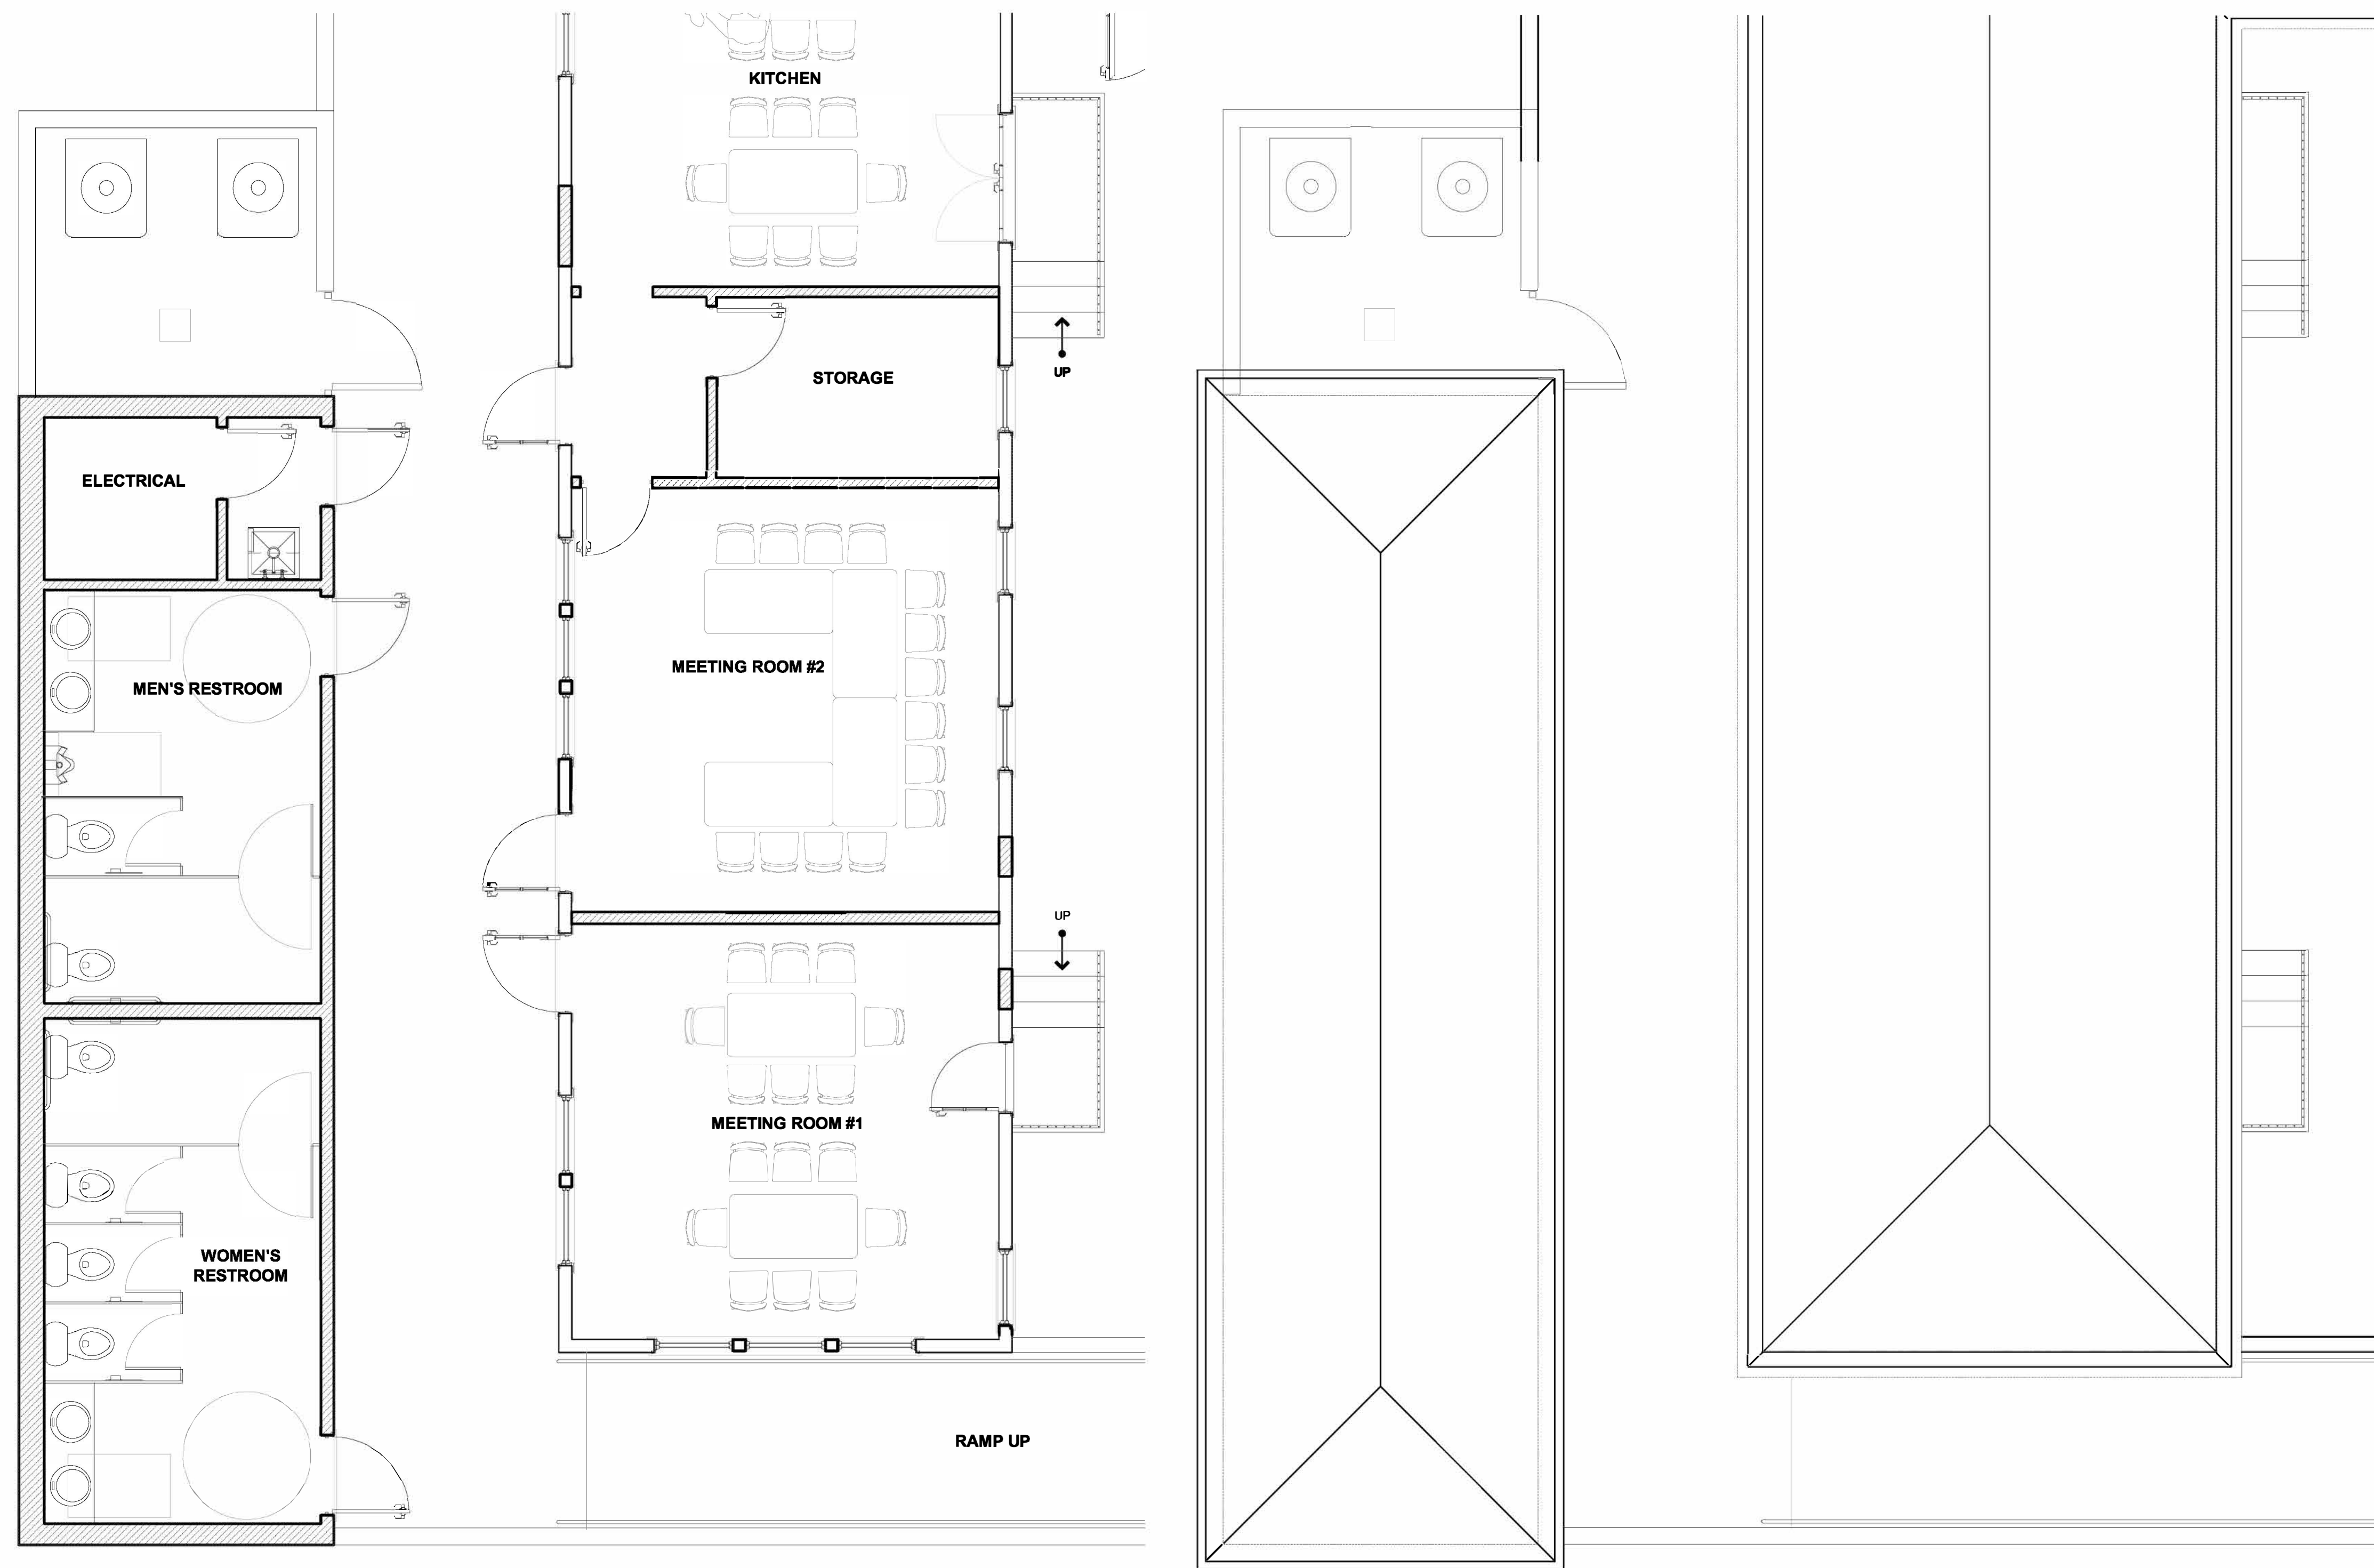 KITCHEN
STORAGE
UP
ELECTRICAL
MEETING ROOM #2
MEN'S RESTROOM
UP
MEETING ROOM #1
WOMEN'S
RESTROOM
RAMP UP